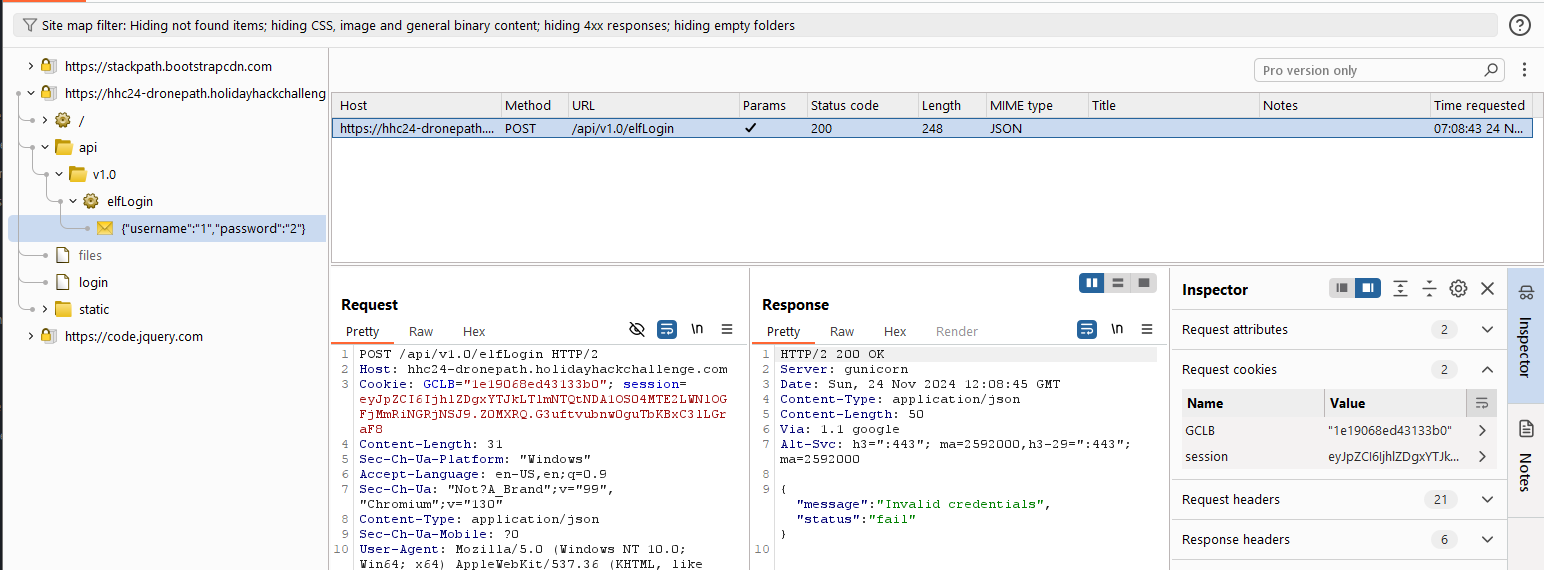 Site map filter: Hiding not found items; hiding CSS, image and general binary content; hiding 4xx responses; hiding empty folders
https://stackpath.bootstrapcdn.com
https://hhc24-dronepath.holidayhackchalleng
/
api
v1.0
elfLogin
{"username":"1","password":"2"}
files
login
static
https://code.jquery.com
Pro version only
Host Method URL Params Status code Length MIME type Title Notes Time requested
https://hhc24-dronepath.... POST /api/v1.0/elfLogin ✓ 200 248 JSON 07:08:43 24 N...
Request
Pretty Raw Hex \n
1 POST /api/v1.0/elfLogin HTTP/2
2 Host: hhc24-dronepath.holidayhackchallenge.com
3 Cookie: GCLB="1e19068ed43133b0"; session=
4 Content-Length: 31
5 Sec-Ch-Ua-Platform: "Windows"
6 Accept-Language: en-US,en;q=0.9
7 Sec-Ch-Ua: "Not?A_Brand";v="99",
"Chromium";v="130"
8 Content-Type: application/json
9 Sec-Ch-Ua-Mobile: ?0
10 User-Agent: Mozilla/5.0 (Windows NT 10.0;
Win64; x64) AppleWebKit/537.36 (KHTML, like
Response
Pretty Raw Hex Render \n
1 HTTP/2 200 OK
2 Server: gunicorn
3 Date: Sun, 24 Nov 2024 12:08:45 GMT
4 Content-Type: application/json
5 Content-Length: 50
6 Via: 1.1 google
7 Alt-Svc: h3=":443"; ma=2592000,h3-29=":443";
ma=2592000
8
9 {
"message":"Invalid credentials",
"status":"fail"
}
10
Inspector
Request attributes 2
Request cookies 2
Name Value
GCLB "1e19068ed43133b0"
session eyJpZCI6IjhlZDgxYTJk...
Request headers 21
Response headers 6
Inspector
Notes